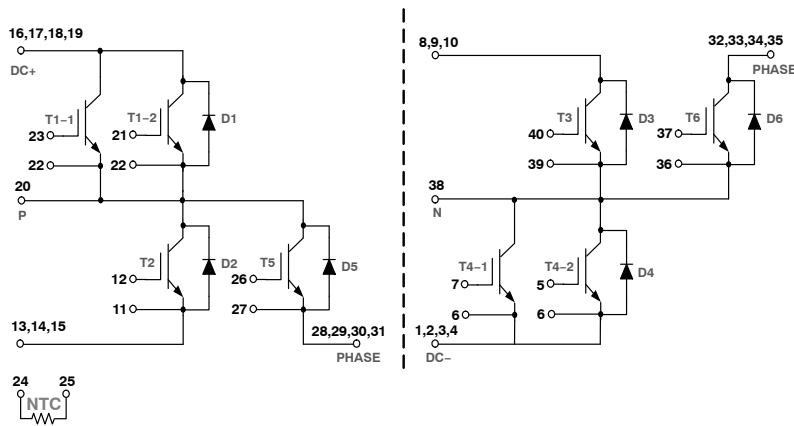 16,17,18,19
DC+
T1-1
T1-2
D1
23
21
22
22
20
P
T2
D2
T5
D5
12
26
11
27
13,14,15
28,29,30,31
PHASE
24
25
NTC
8,9,10
32,33,34,35
PHASE
T3
D3
T6
D6
40
37
39
36
38
N
T4-1
T4-2
D4
7
5
6
6
1,2,3,4
DC-